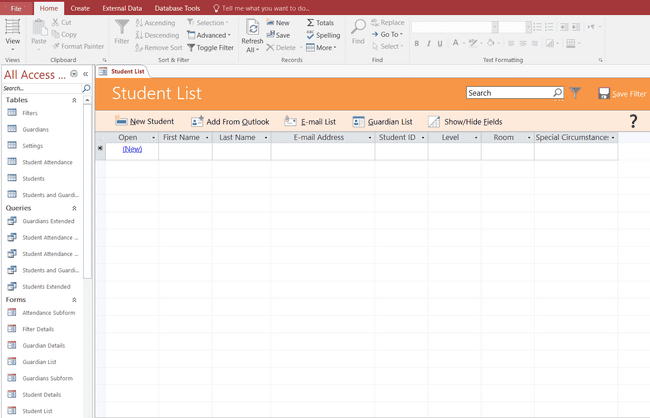 File Home Create External Data Database Tools Tell me what you want to do...
View
Views
Paste
Cut
Copy
Format Painter
Clipboard
Filter
Ascending
Descending
Remove Sort
Selection
Advanced
Toggle Filter
Sort & Filter
Refresh
All
New
Save
Delete
Totals
Spelling
More
Records
Find
Replace
Go To
Select
Find
B I U A
Text Formatting
All Access ...
Search...
Tables
Filters
Guardians
Settings
Student Attendance
Students
Students and Guardi...
Queries
Guardians Extended
Student Attendance ...
Student Attendance ...
Students and Guardi...
Students Extended
Forms
Attendance Subform
Filter Details
Guardian Details
Guardian List
Guardians Subform
Student Details
Student List
Student List
Student List
Search
Save Filter
New Student Add From Outlook E-mail List Guardian List Show/Hide Fields ?
Open First Name Last Name E-mail Address Student ID Level Room Special Circumstances
(New)